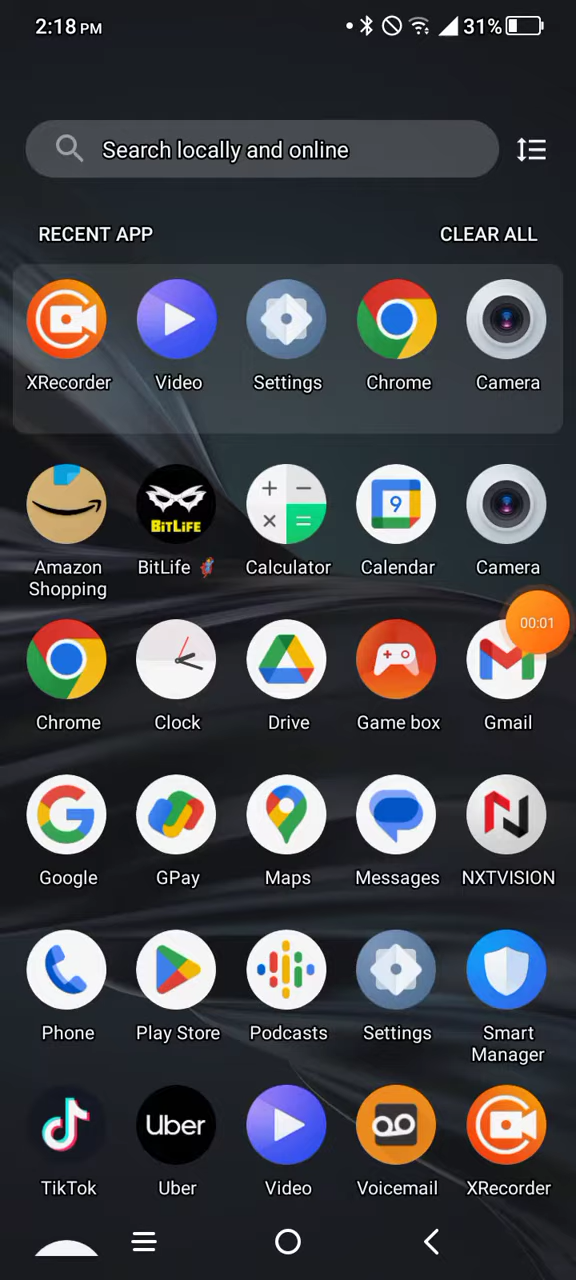 2:18 PM 31%
Search locally and online
RECENT APP CLEAR ALL
XRecorder Video Settings Chrome Camera
BITLIFE 9
Amazon Shopping BitLife Calculator Calendar Camera
00:01
Chrome Clock Drive Game box Gmail
Google GPay Maps Messages NXTVISION
Phone Play Store Podcasts Settings Smart Manager
Uber
TikTok Uber Video Voicemail XRecorder